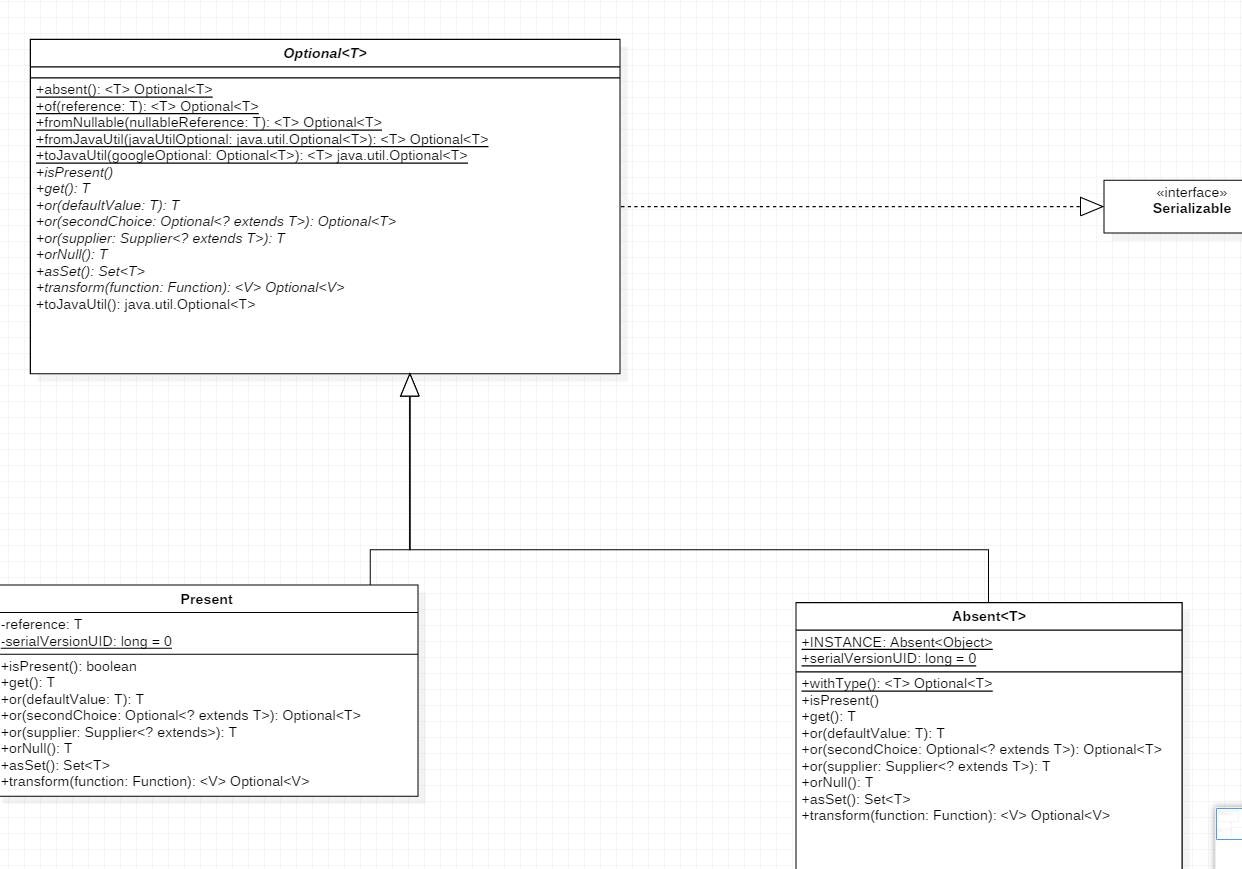 Optional<T>
+absent(): <T> Optional<T>
+of(reference: T): <T> Optional<T>
+fromNullable(nullableReference: T): <T> Optional<T>
+fromJavaUtil(javaUtilOptional: java.util.Optional<T>): <T> Optional<T>
+toJavaUtil(googleOptional: Optional<T>): <T> java.util.Optional<T>
+isPresent()
+get(): T
+or(defaultValue: T): T
+or(secondChoice: Optional<? extends T>): Optional<T>
+or(supplier: Supplier<? extends T>): T
+orNull(): T
+asSet(): Set<T>
+transform(function: Function): <V> Optional<V>
+toJavaUtil(): java.util.Optional<T>
«interface»
Serializable
Present
-reference: T
-serialVersionUID: long = 0
+isPresent(): boolean
+get(): T
+or(defaultValue: T): T
+or(secondChoice: Optional<? extends T>): Optional<T>
+or(supplier: Supplier<? extends>): T
+orNull(): T
+asSet(): Set<T>
+transform(function: Function): <V> Optional<V>
Absent<T>
+INSTANCE: Absent<Object>
+serialVersionUID: long = 0
+withType(): <T> Optional<T>
+isPresent()
+get(): T
+or(defaultValue: T): T
+or(secondChoice: Optional<? extends T>): Optional<T>
+or(supplier: Supplier<? extends T>): T
+orNull(): T
+asSet(): Set<T>
+transform(function: Function): <V> Optional<V>